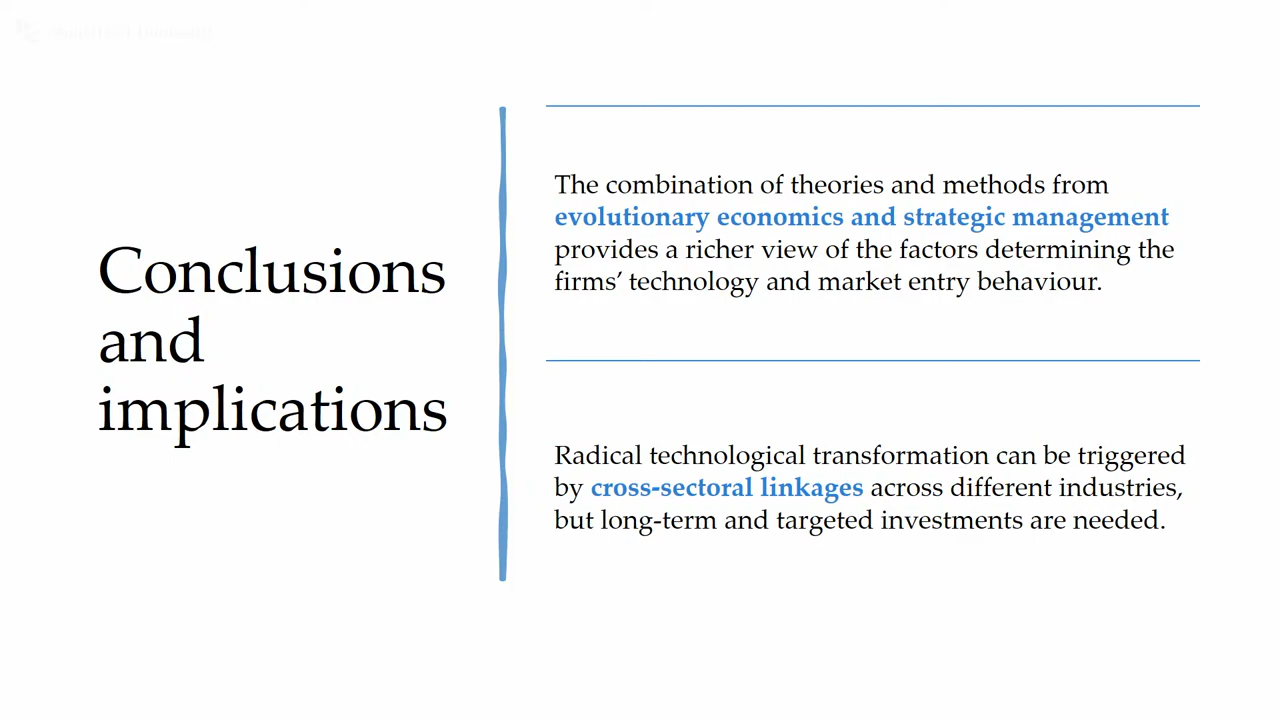 Conclusions
and
implications
The combination of theories and methods from
evolutionary economics and strategic management
provides a richer view of the factors determining the
firms’ technology and market entry behaviour.
Radical technological transformation can be triggered
by cross-sectoral linkages across different industries,
but long-term and targeted investments are needed.